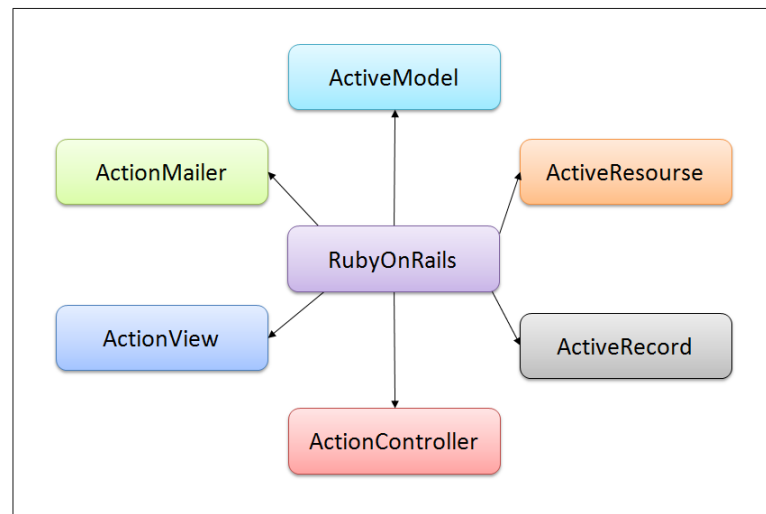 ActiveModel
ActionMailer
ActiveResourse
RubyOnRails
ActionView
ActiveRecord
ActionController